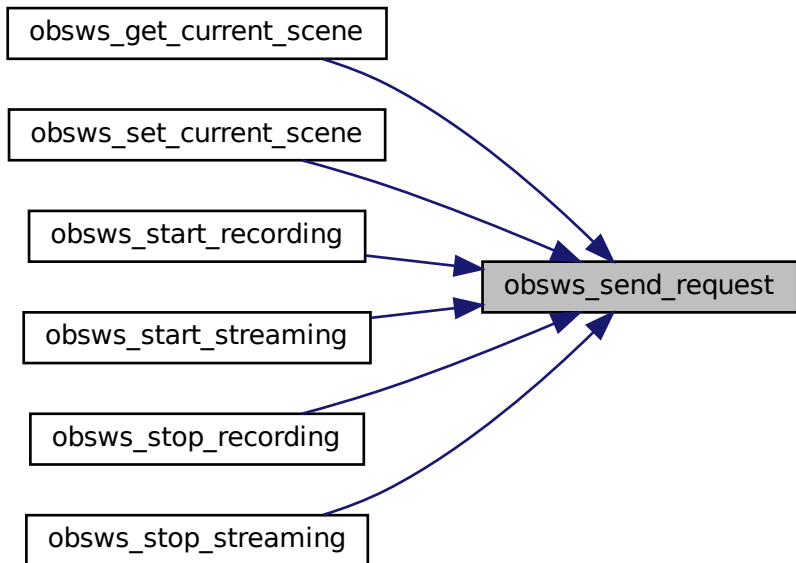 obsws_get_current_scene
obsws_set_current_scene
obsws_start_recording
obsws_send_request
obsws_start_streaming
obsws_stop_recording
obsws_stop_streaming